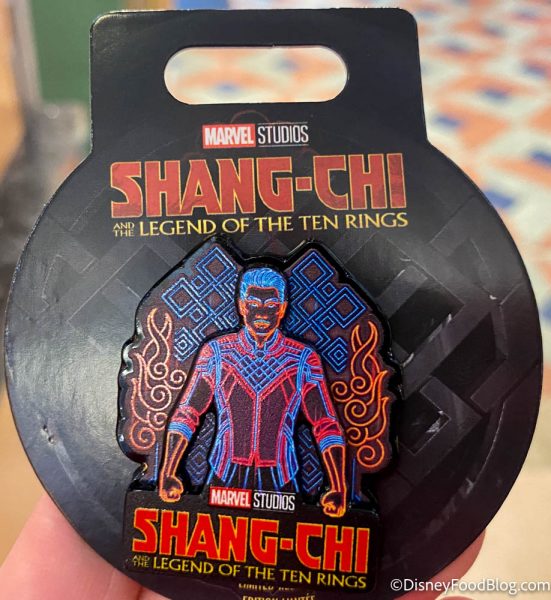 MARVEL STUDIOS
SHANG-CHI
AND THE LEGEND OF THE TEN RINGS
MARVEL STUDIOS
SHANG-CHI
AND THE LEGEND OF THE TEN RINGS
LIMITED
©DisneyFoodBlog.com